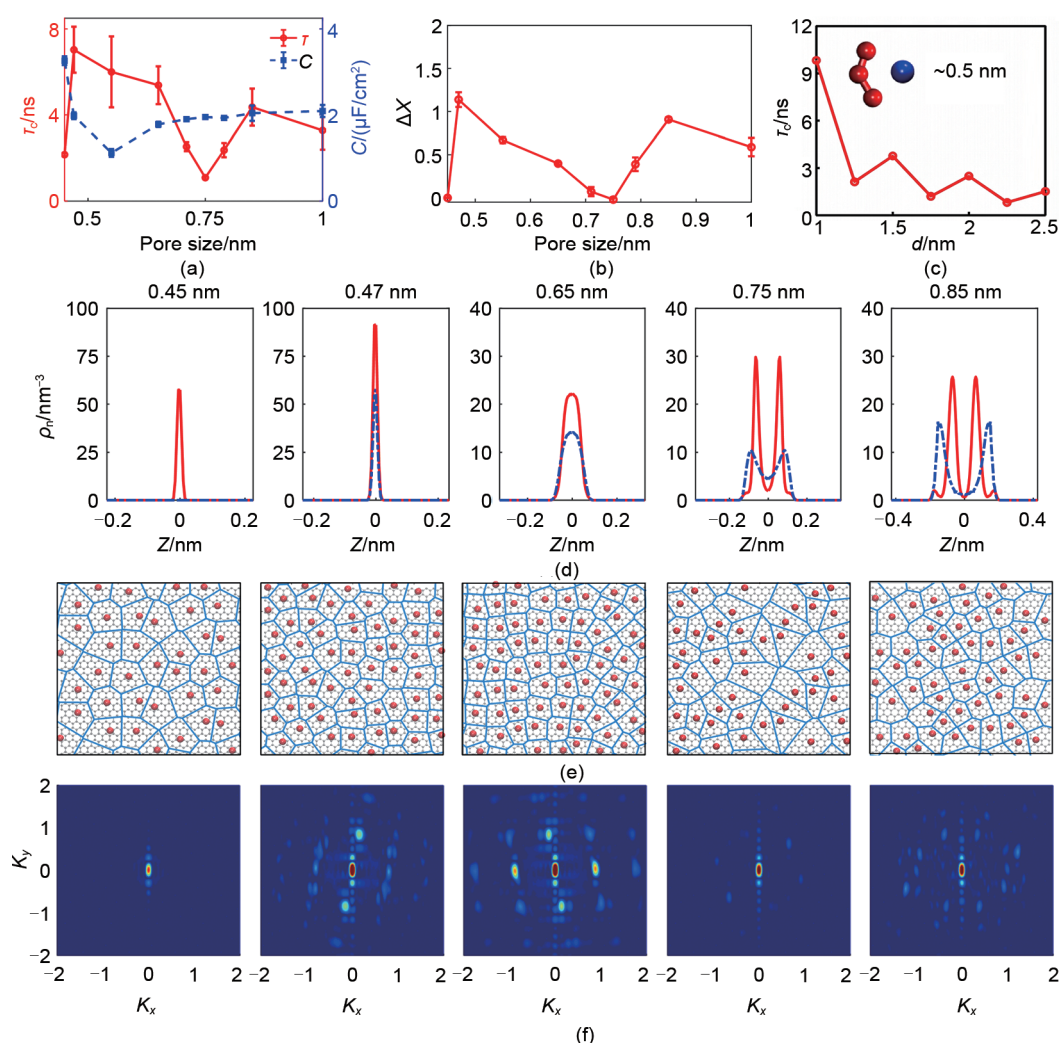 8
4
0
τc/ns
τ
C
4
2
0
C/(μF/cm²)
0.5
0.75
1
Pore size/nm
(a)
2
1.5
1
0.5
0
ΔX
0.5
0.6
0.7
0.8
0.9
1
Pore size/nm
(b)
12
9
6
3
0
τc/ns
~0.5 nm
1
1.5
2
2.5
d/nm
(c)
0.45 nm
0.47 nm
0.65 nm
0.75 nm
0.85 nm
100
75
50
25
0
ρn/nm⁻³
−0.2
0
0.2
Z/nm
100
75
50
25
0
−0.2
0
0.2
Z/nm
40
30
20
10
0
−0.2
0
0.2
Z/nm
40
30
20
10
0
−0.2
0
0.2
Z/nm
40
30
20
10
0
−0.4
0
0.4
Z/nm
(d)
(e)
2
1
0
−1
−2
Ky
−2 −1 0 1 2
−2 −1 0 1 2
−2 −1 0 1 2
−2 −1 0 1 2
−2 −1 0 1 2
Kx
Kx
Kx
Kx
Kx
(f)